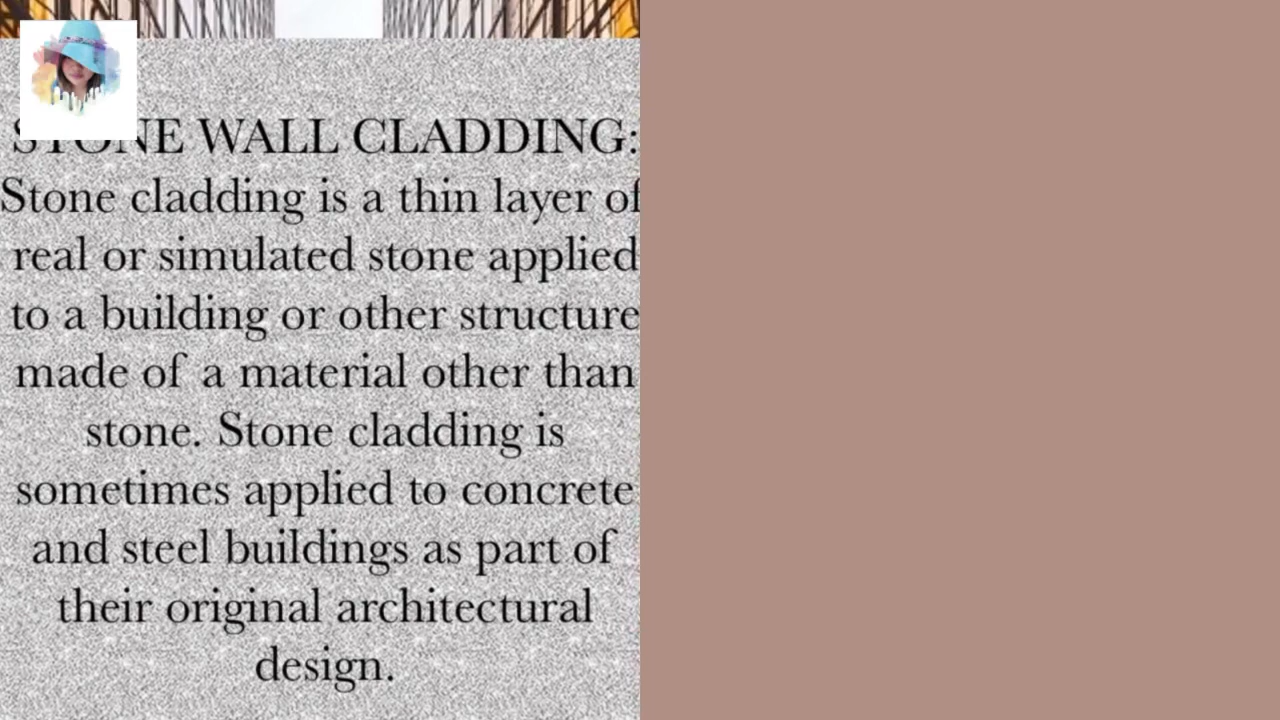 STONE WALL CLADDING:
Stone cladding is a thin layer of
real or simulated stone applied
to a building or other structure
made of a material other than
stone. Stone cladding is
sometimes applied to concrete
and steel buildings as part of
their original architectural
design.